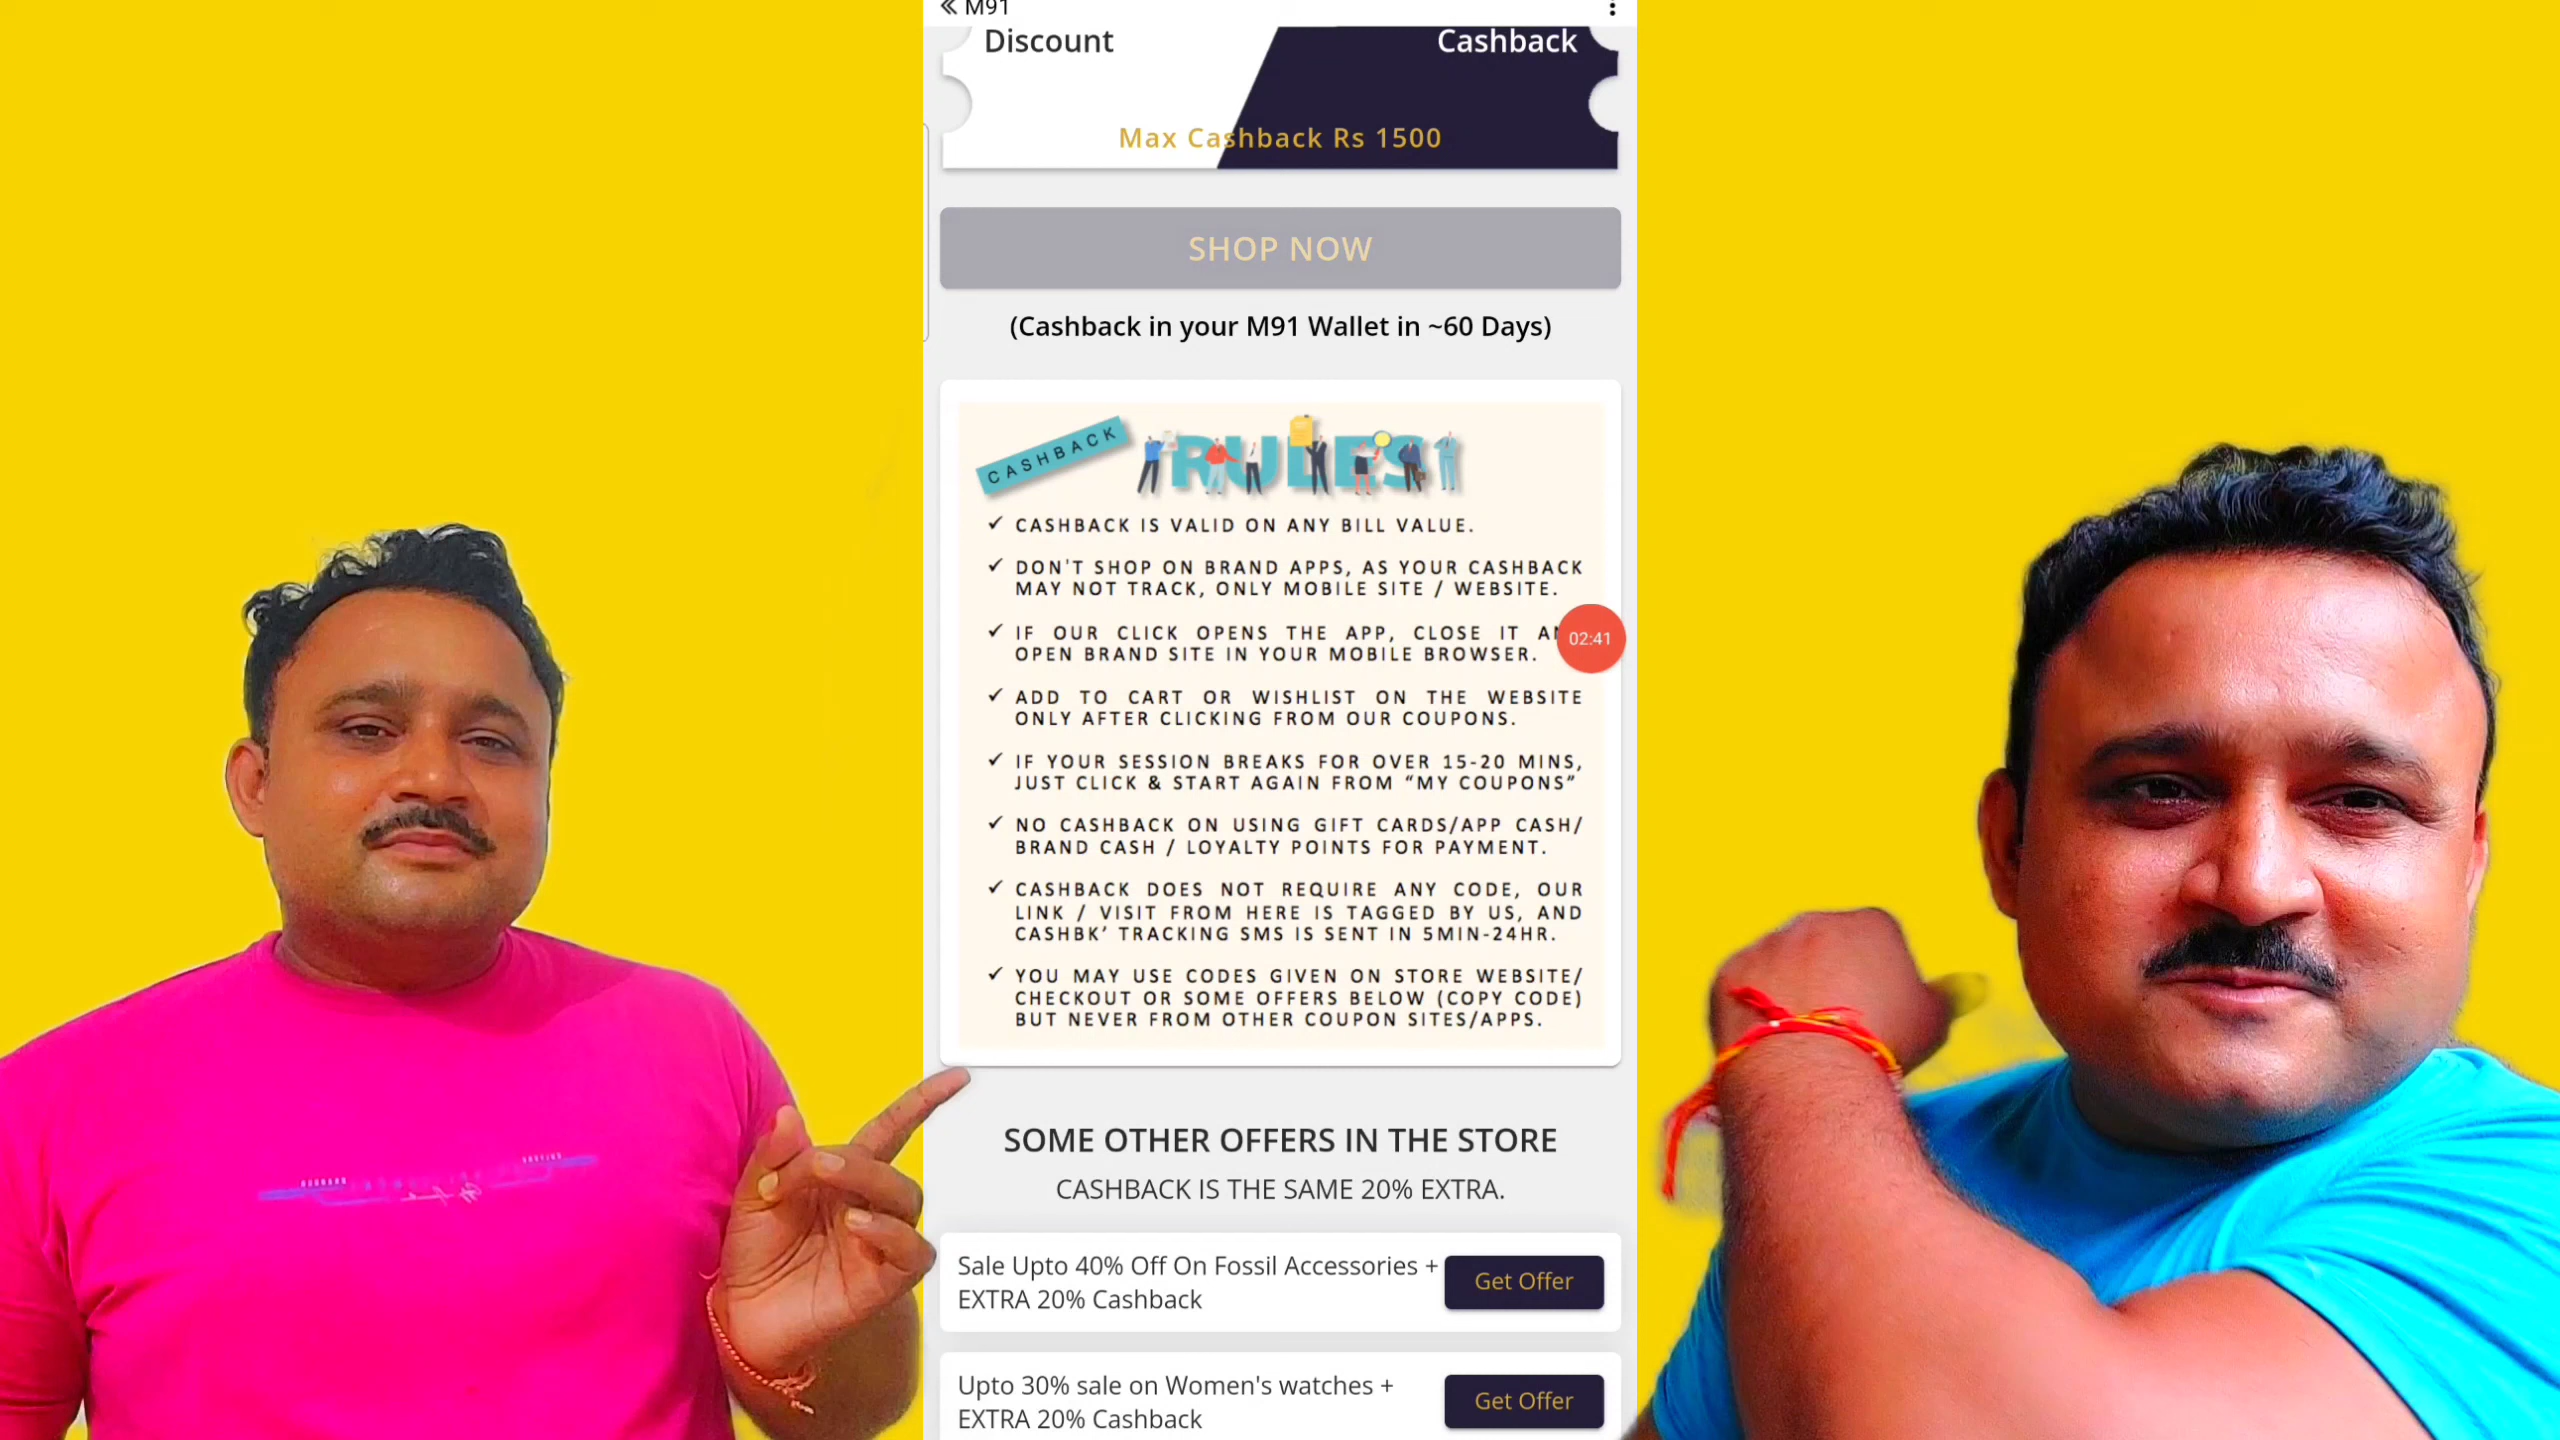 M91
Discount
Cashback
Max Cashback Rs 1500
SHOP NOW
(Cashback in your M91 Wallet in ~60 Days)
CASHBACK
RULES
✓ CASHBACK IS VALID ON ANY BILL VALUE.
✓ DON'T SHOP ON BRAND APPS, AS YOUR CASHBACK
MAY NOT TRACK, ONLY MOBILE SITE / WEBSITE.
✓ IF OUR CLICK OPENS THE APP, CLOSE IT
OPEN BRAND SITE IN YOUR MOBILE BROWSER.
02:41
✓ ADD TO CART OR WISHLIST ON THE WEBSITE
ONLY AFTER CLICKING FROM OUR COUPONS.
✓ IF YOUR SESSION BREAKS FOR OVER 15-20 MINS,
JUST CLICK & START AGAIN FROM “MY COUPONS”
✓ NO CASHBACK ON USING GIFT CARDS/APP CASH/
BRAND CASH / LOYALTY POINTS FOR PAYMENT.
✓ CASHBACK DOES NOT REQUIRE ANY CODE, OUR
LINK / VISIT FROM HERE IS TAGGED BY US, AND
CASHBK’ TRACKING SMS IS SENT IN 5MIN-24HR.
✓ YOU MAY USE CODES GIVEN ON STORE WEBSITE/
CHECKOUT OR SOME OFFERS BELOW (COPY CODE)
BUT NEVER FROM OTHER COUPON SITES/APPS.
SOME OTHER OFFERS IN THE STORE
CASHBACK IS THE SAME 20% EXTRA.
Sale Upto 40% Off On Fossil Accessories +
EXTRA 20% Cashback
Get Offer
Upto 30% sale on Women's watches +
EXTRA 20% Cashback
Get Offer